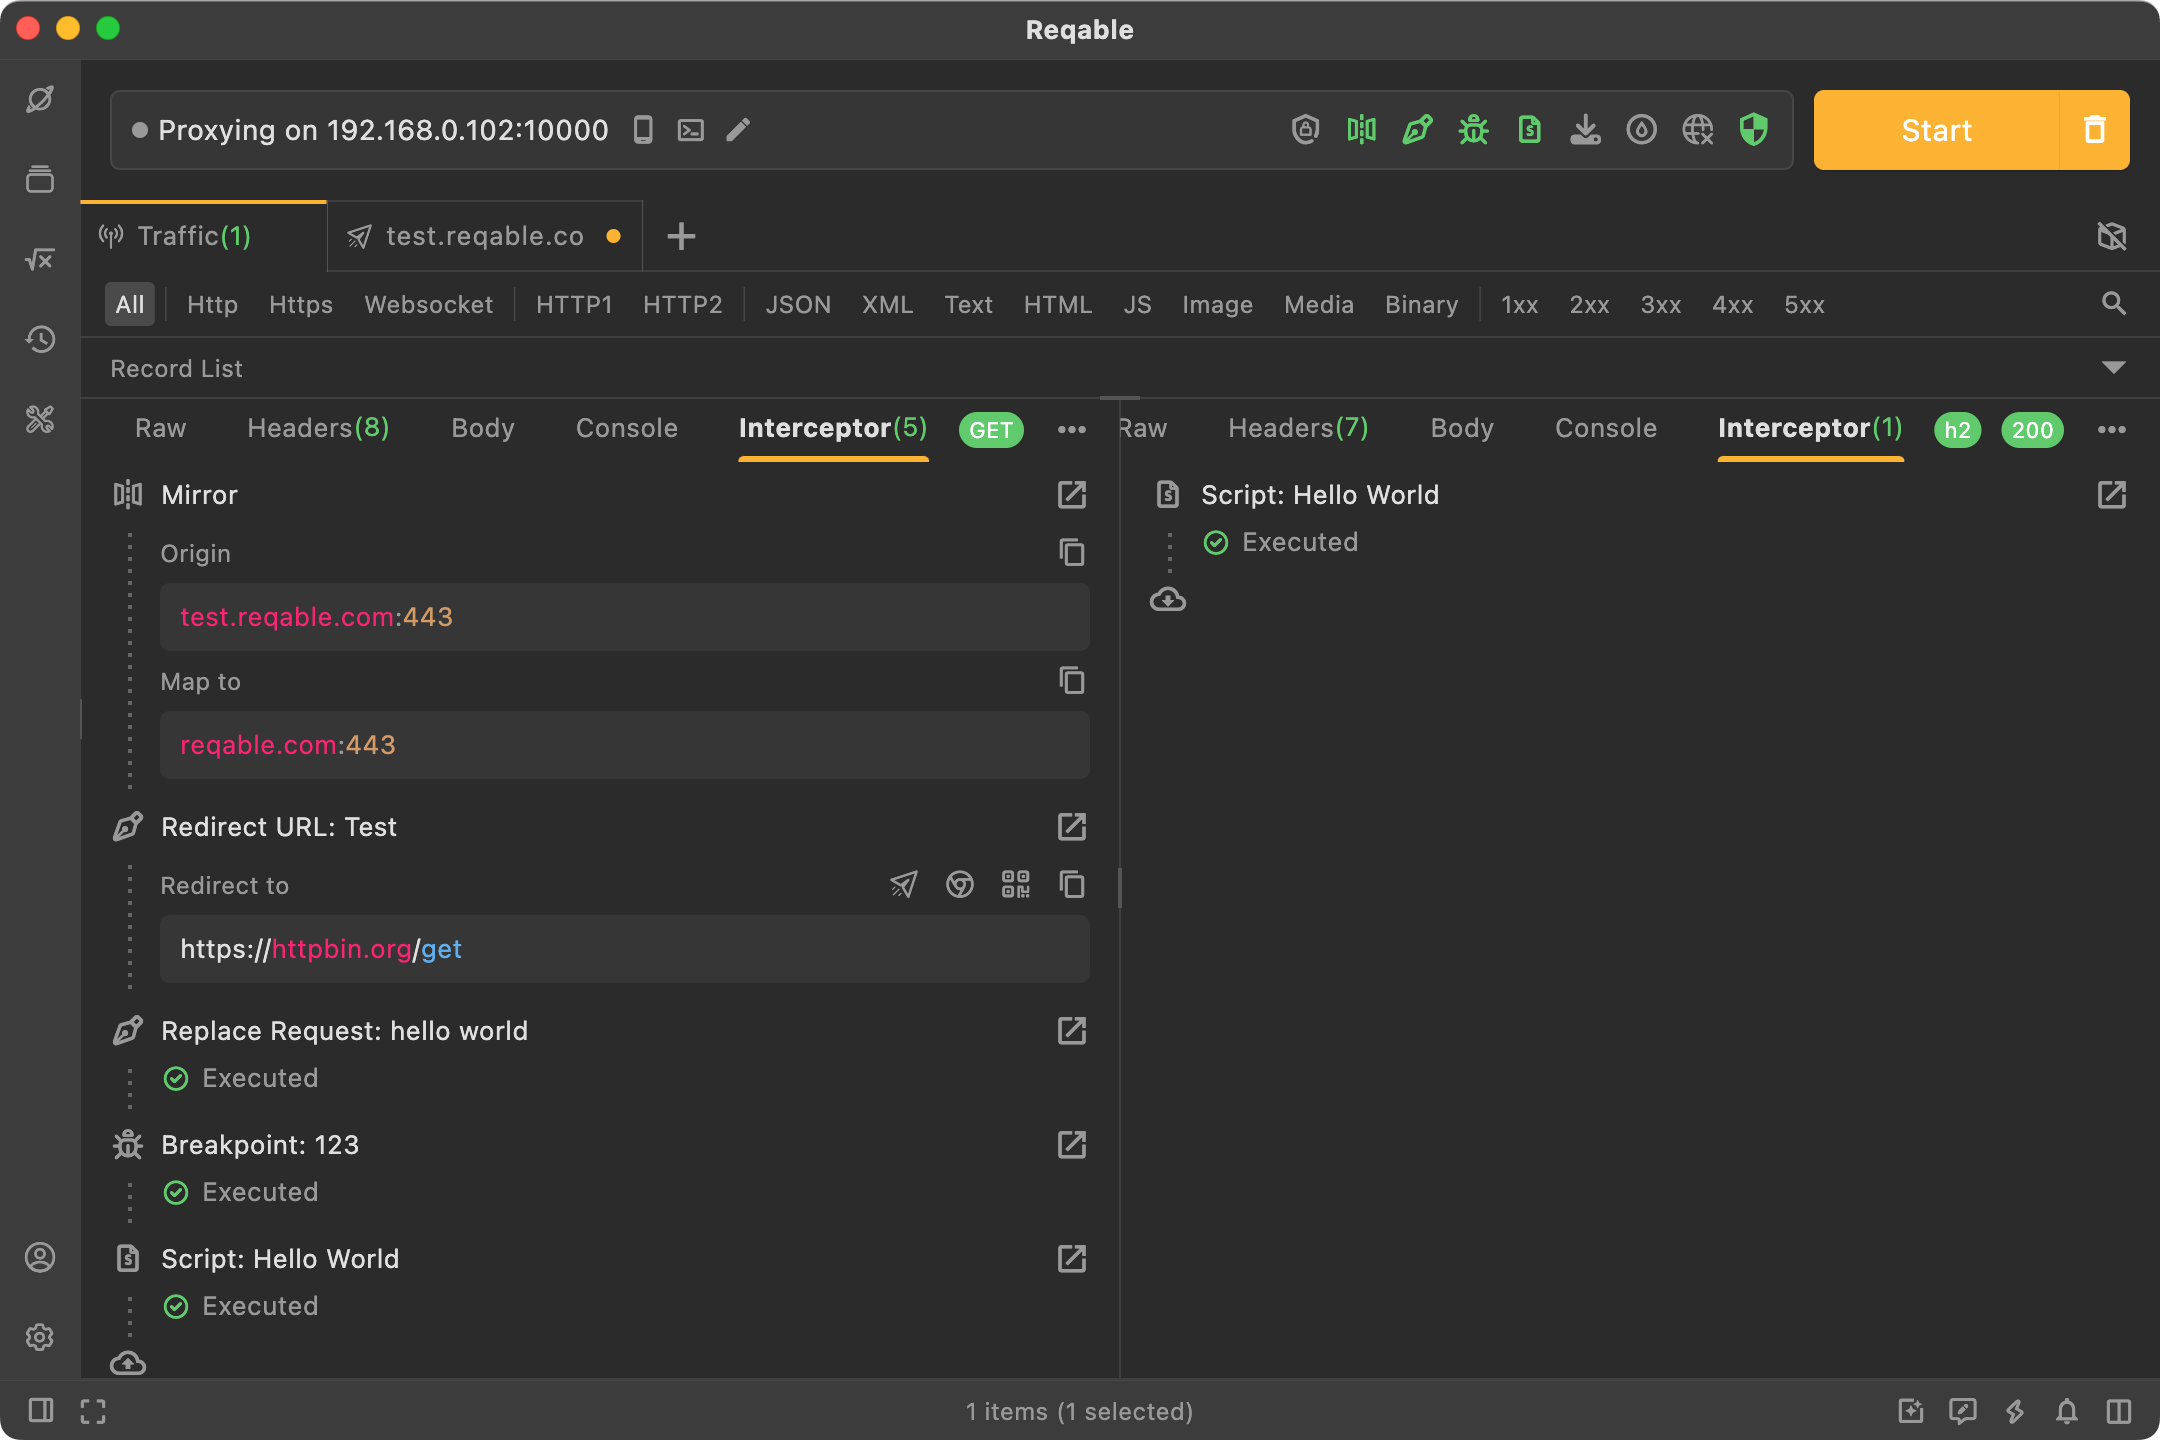 Reqable
Proxying on 192.168.0.102:10000
Start
Traffic(1)
test.reqable.co
All Http Https Websocket HTTP1 HTTP2 JSON XML Text HTML JS Image Media Binary 1xx 2xx 3xx 4xx 5xx
Record List
Raw Headers(8) Body Console Interceptor(5) GET
Mirror
Origin
test.reqable.com:443
Map to
reqable.com:443
Redirect URL: Test
Redirect to
https://httpbin.org/get
Replace Request: hello world
Executed
Breakpoint: 123
Executed
Script: Hello World
Executed
Raw Headers(7) Body Console Interceptor(1) h2 200
Script: Hello World
Executed
1 items (1 selected)